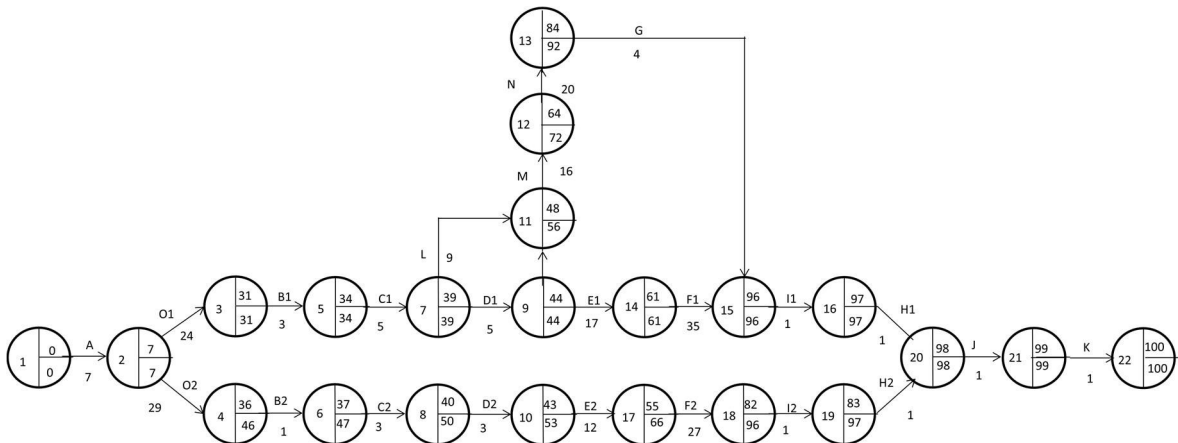 13 84 92
G
4
N
20
12 64 72
16
M
11 48 56
L 9
1 0 0
A
7
2 7 7
O1
24
3 31 31
B1
3
5 34 34
C1
5
7 39 39
D1
5
9 44 44
E1
17
14 61 61
F1
35
15 96 96
I1
1
16 97 97
H1
1
O2
29
4 36 46
B2
1
6 37 47
C2
3
8 40 50
D2
3
10 43 53
E2
12
17 55 66
F2
27
18 82 96
I2
1
19 83 97
H2
1
20 98 98
J
1
21 99 99
K
1
22 100 100